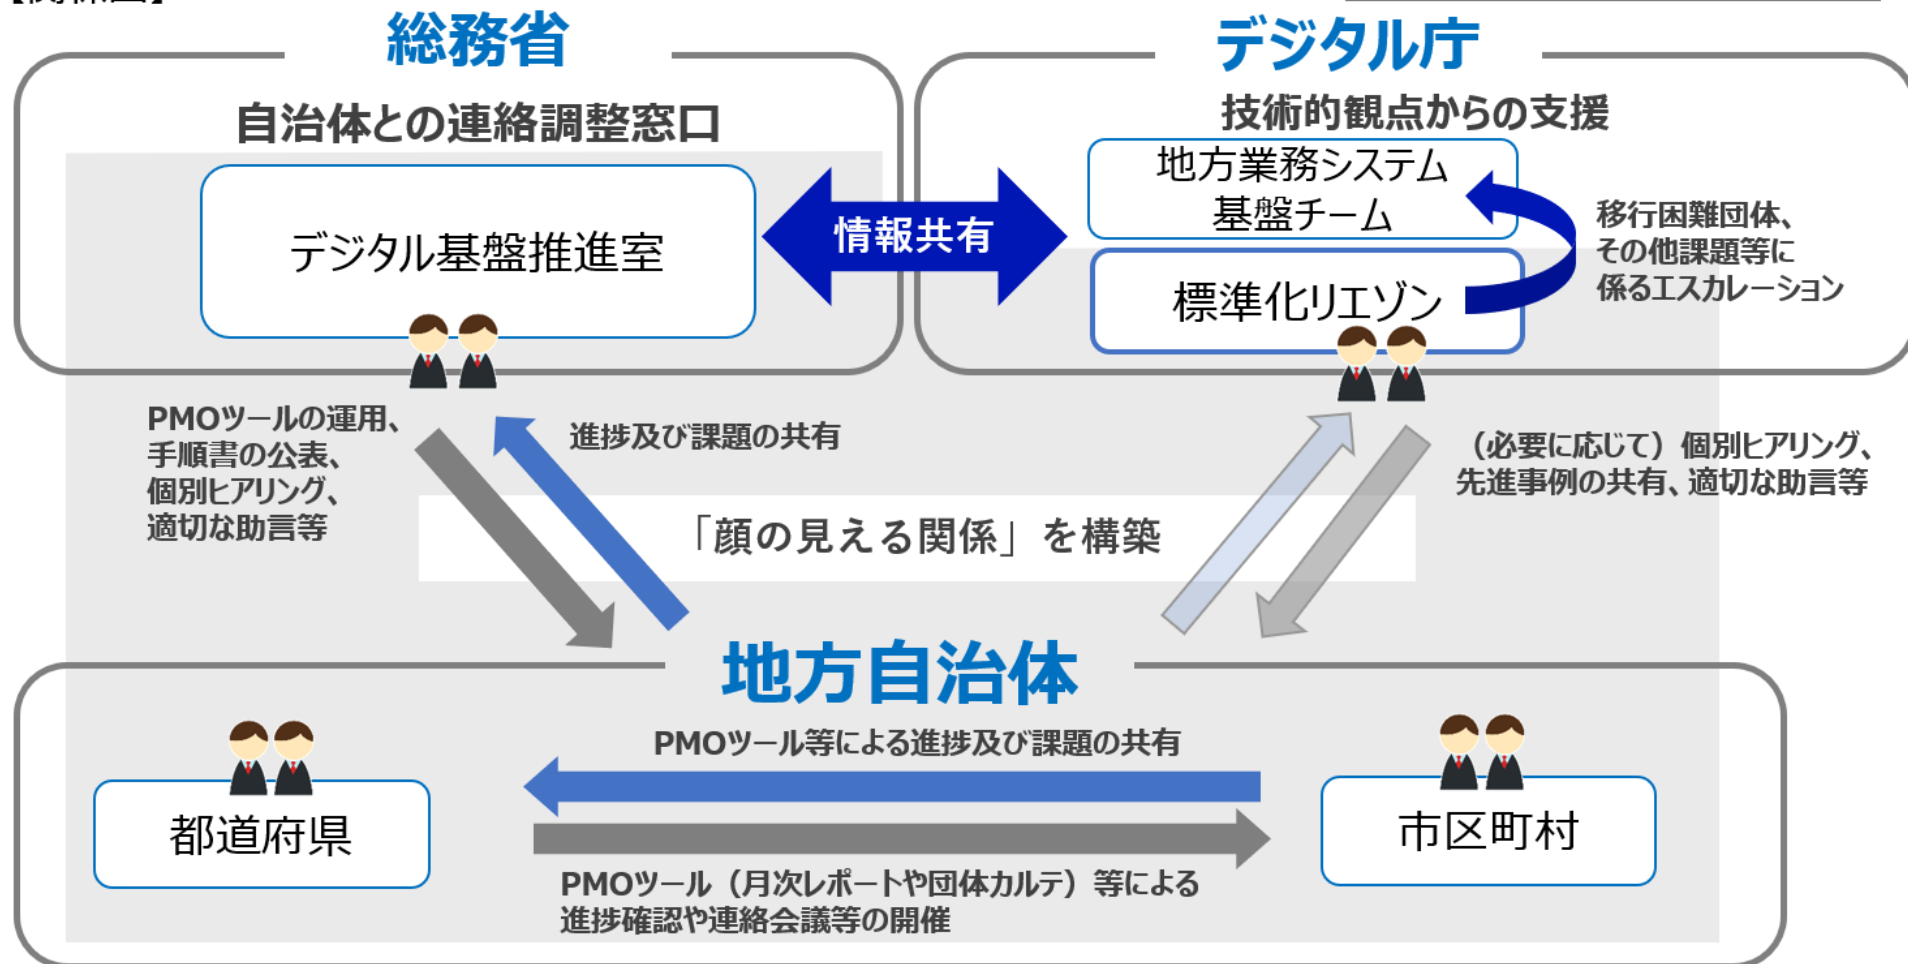 【関係図】
総務省
自治体との連絡調整窓口
デジタル基盤推進室
情報共有
デジタル庁
技術的観点からの支援
地方業務システム
基盤チーム
標準化リエゾン
移行困難団体、
その他課題等に
係るエスカレーション
PMOツールの運用、
手順書の公表、
個別ヒアリング、
適切な助言等
進捗及び課題の共有
（必要に応じて）個別ヒアリング、
先進事例の共有、適切な助言等
「顔の見える関係」を構築
地方自治体
PMOツール等による進捗及び課題の共有
都道府県
市区町村
PMOツール（月次レポートや団体カルテ）等による
進捗確認や連絡会議等の開催